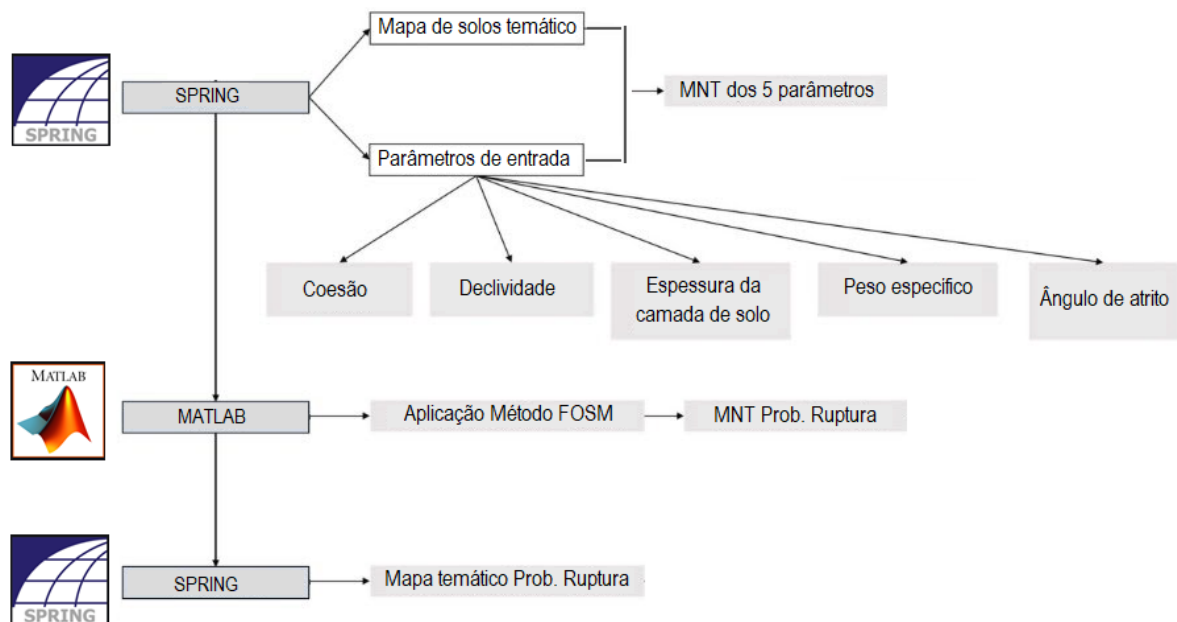 Mapa de solos temático
SPRING
SPRING
MNT dos 5 parâmetros
Parâmetros de entrada
Coesão
Declividade
Espessura da
camada de solo
Peso especifico
Ângulo de atrito
MATLAB
MATLAB
Aplicação Método FOSM
MNT Prob. Ruptura
SPRING
SPRING
Mapa temático Prob. Ruptura